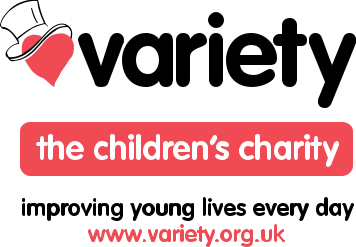 variety
the children's charity
improving young lives every day
www.variety.org.uk